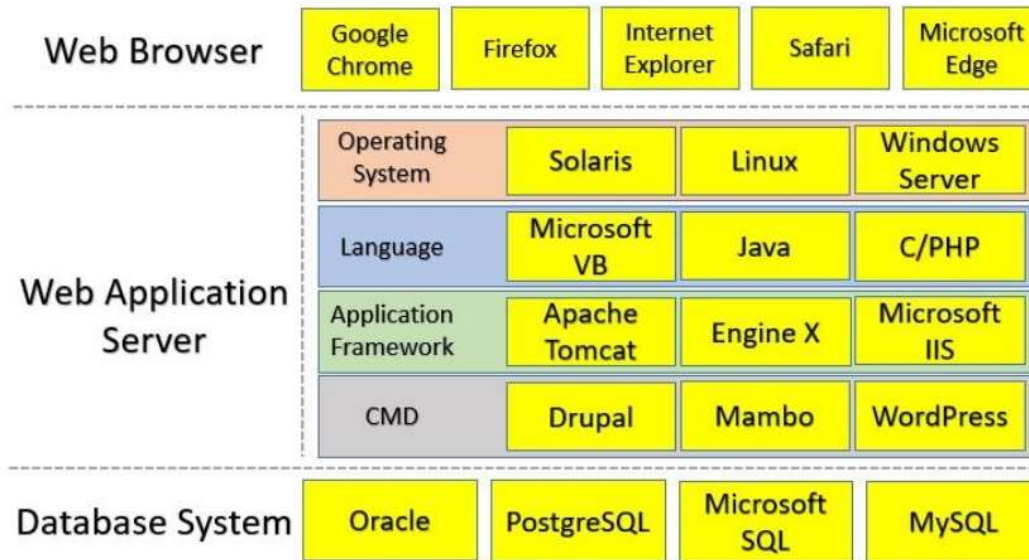 Web Browser
Google
Chrome
Firefox
Internet
Explorer
Safari
Microsoft
Edge
Web Application
Server
Operating
System
Solaris
Linux
Windows
Server
Language
Microsoft
VB
Java
C/PHP
Application
Framework
Apache
Tomcat
Engine X
Microsoft
IIS
CMD
Drupal
Mambo
WordPress
Database System
Oracle
PostgreSQL
Microsoft
SQL
MySQL